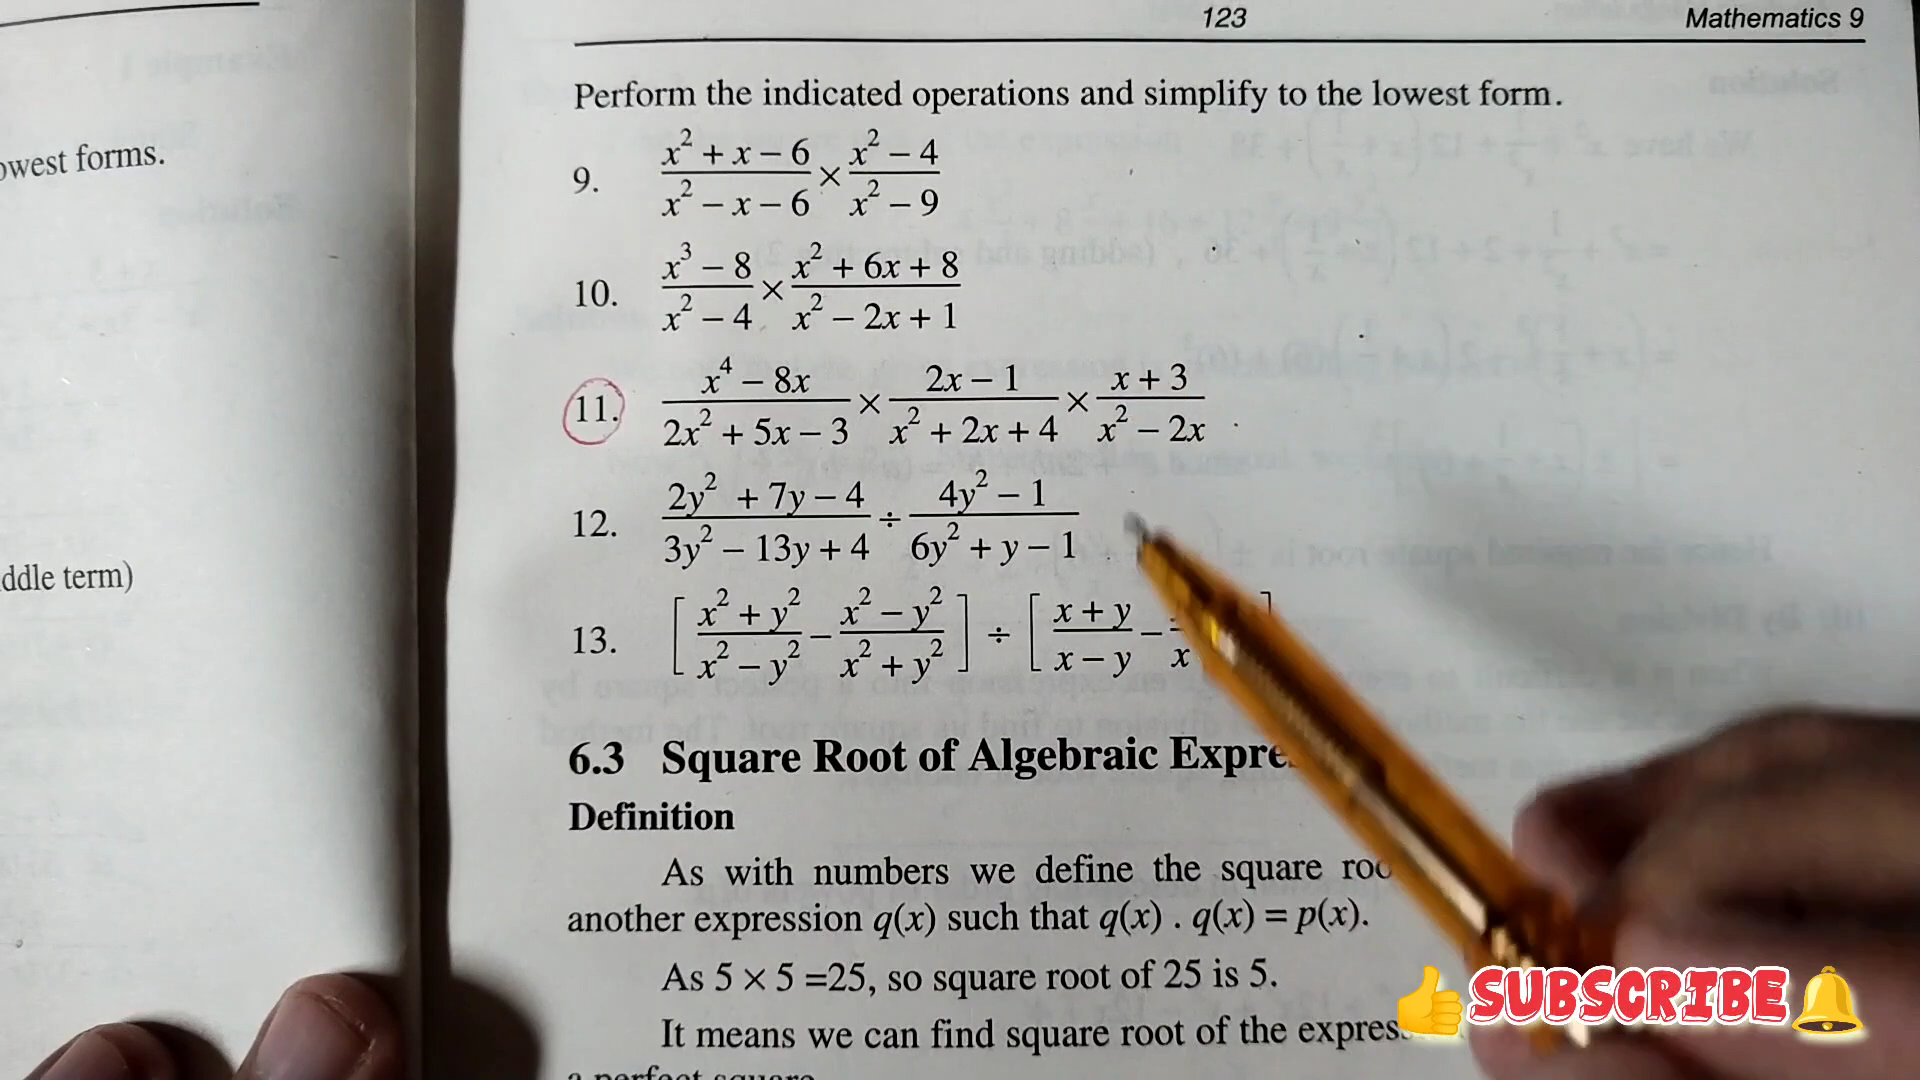 123 Mathematics 9
owest forms.
ddle term)
Perform the indicated operations and simplify to the lowest form.
9. (x² + x – 6)/(x² – x – 6) × (x² – 4)/(x² – 9)
10. (x³ – 8)/(x² – 4) × (x² + 6x + 8)/(x² – 2x + 1)
11. (x⁴ – 8x)/(2x² + 5x – 3) × (2x – 1)/(x² + 2x + 4) × (x + 3)/(x² – 2x)
12. (2y² + 7y – 4)/(3y² – 13y + 4) ÷ (4y² – 1)/(6y² + y – 1)
13. [(x² + y²)/(x² – y²) – (x² – y²)/(x² + y²)] ÷ [(x + y)/(x – y) – x ]
6.3 Square Root of Algebraic Expre
Definition
As with numbers we define the square roo
another expression q(x) such that q(x) . q(x) = p(x).
As 5 × 5 =25, so square root of 25 is 5.
It means we can find square root of the express
a perfect square
SUBSCRIBE